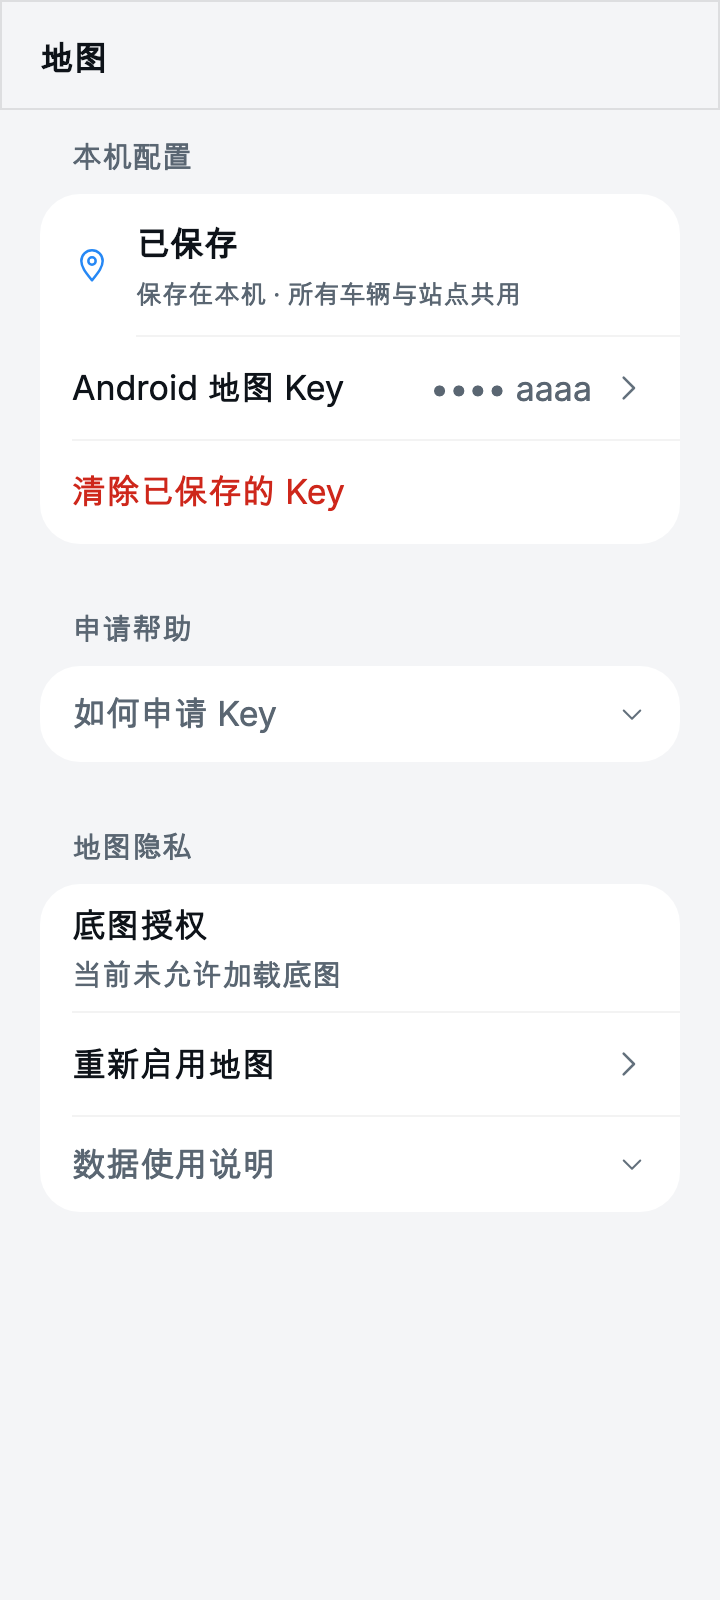 地图
本机配置
已保存
保存在本机 · 所有车辆与站点共用
Android 地图 Key •••• aaaa
清除已保存的 Key
申请帮助
如何申请 Key
地图隐私
底图授权
当前未允许加载底图
重新启用地图
数据使用说明